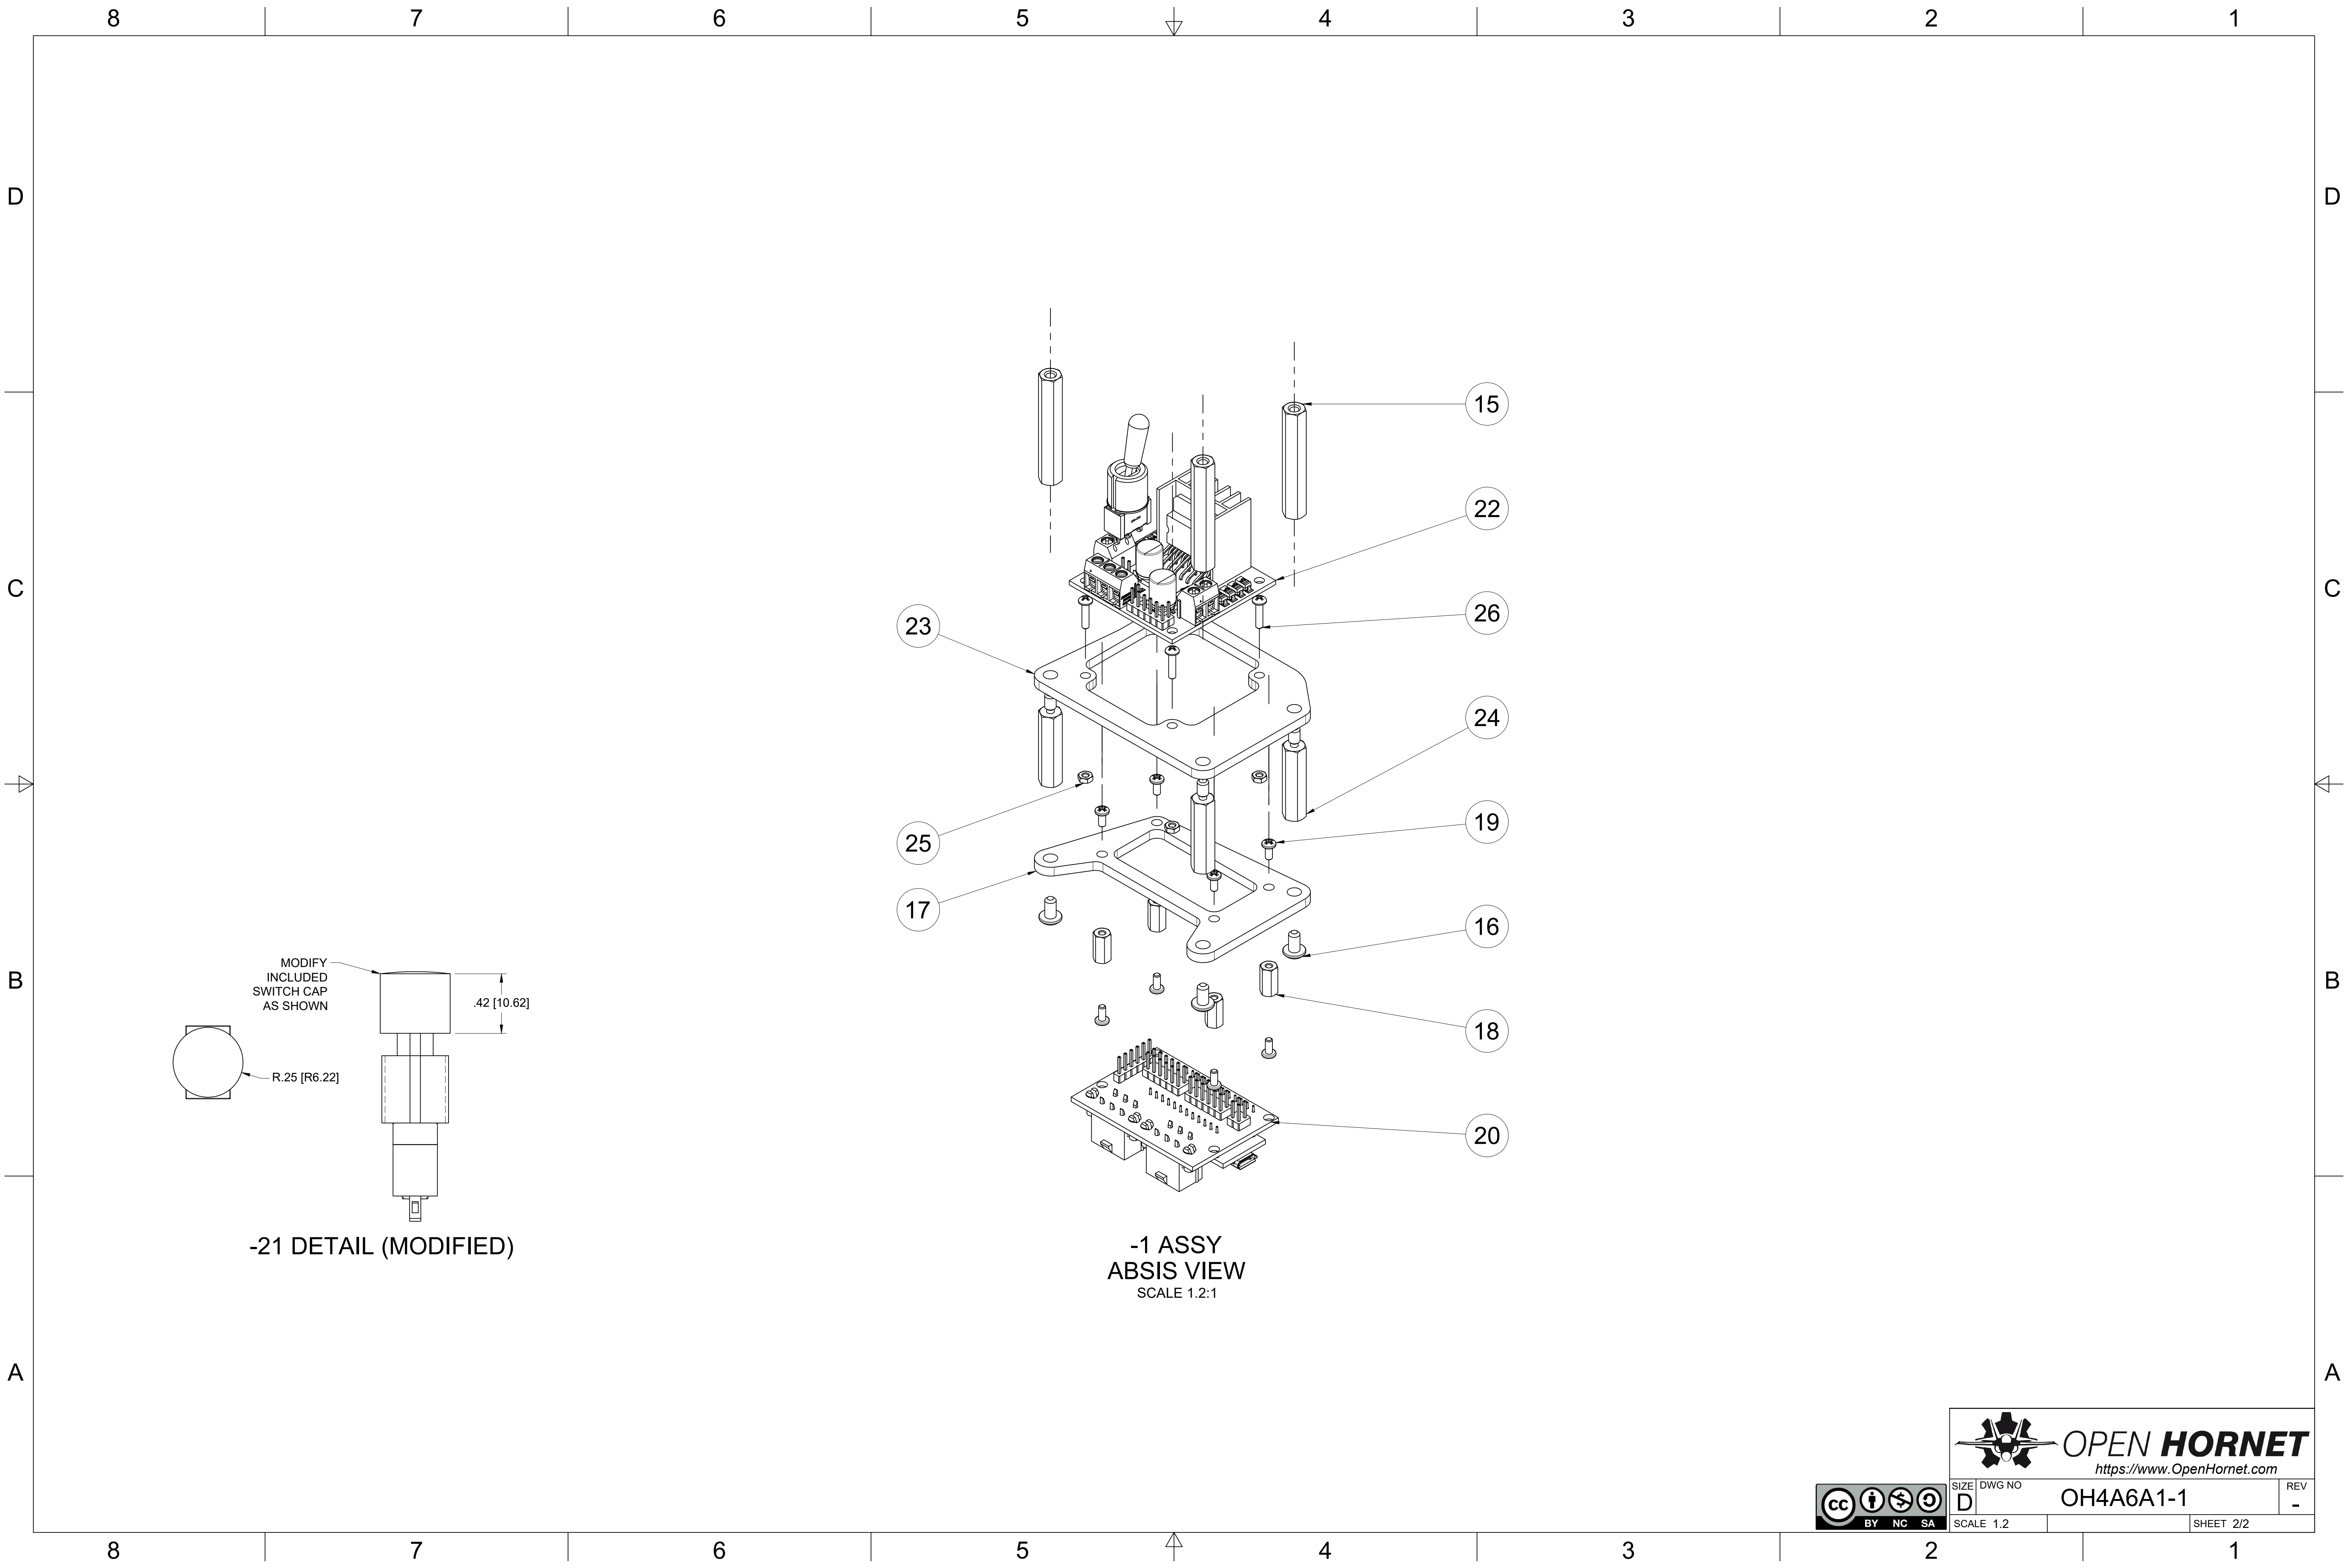 8 7 6 5 4 3 2 1
D D
15
22
C C
26
23
24
19
25
17
16
MODIFY
INCLUDED
SWITCH CAP
AS SHOWN
B B
.42 [10.62]
18
R.25 [R6.22]
20
-21 DETAIL (MODIFIED)
-1 ASSY
ABSIS VIEW
SCALE 1.2:1
A A
OPEN HORNET
https://www.OpenHornet.com
SIZE DWG NO REV
D OH4A6A1-1 -
cc BY NC SA
SCALE 1.2 SHEET 2/2
8 7 6 5 4 3 2 1